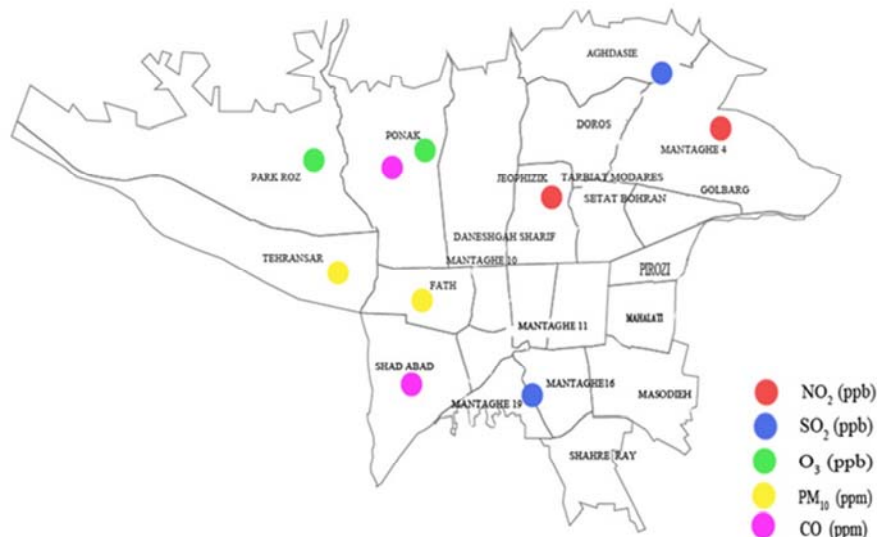 AGHDASIE
DOROS
PONAK
MANTAGHE 4
PARK ROZ
JEOPHIZIK
TARBIAT MODARES
SETAT BOHRAN
GOLBARG
DANESHGAH SHARIF
TEHRANSAR
MANTAGHE 10
PIROZI
FATH
MAHALATI
MANTAGHE 11
SHAD ABAD
MANTAGHE16
MASODIEH
MANTAGHE 19
SHAHRE RAY
NO₂ (ppb)
SO₂ (ppb)
O₃ (ppb)
PM₁₀ (ppm)
CO (ppm)